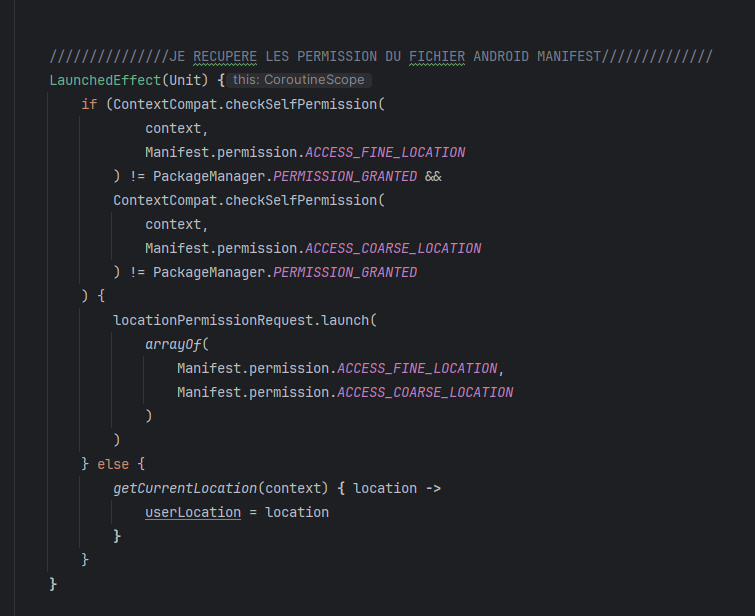 ///////////////JE RECUPERE LES PERMISSION DU FICHIER ANDROID MANIFEST//////////////
LaunchedEffect(Unit) { this: CoroutineScope
    if (ContextCompat.checkSelfPermission(
            context,
            Manifest.permission.ACCESS_FINE_LOCATION
        ) != PackageManager.PERMISSION_GRANTED &&
        ContextCompat.checkSelfPermission(
            context,
            Manifest.permission.ACCESS_COARSE_LOCATION
        ) != PackageManager.PERMISSION_GRANTED
    ) {
        locationPermissionRequest.launch(
            arrayOf(
                Manifest.permission.ACCESS_FINE_LOCATION,
                Manifest.permission.ACCESS_COARSE_LOCATION
            )
        )
    } else {
        getCurrentLocation(context) { location ->
            userLocation = location
        }
    }
}